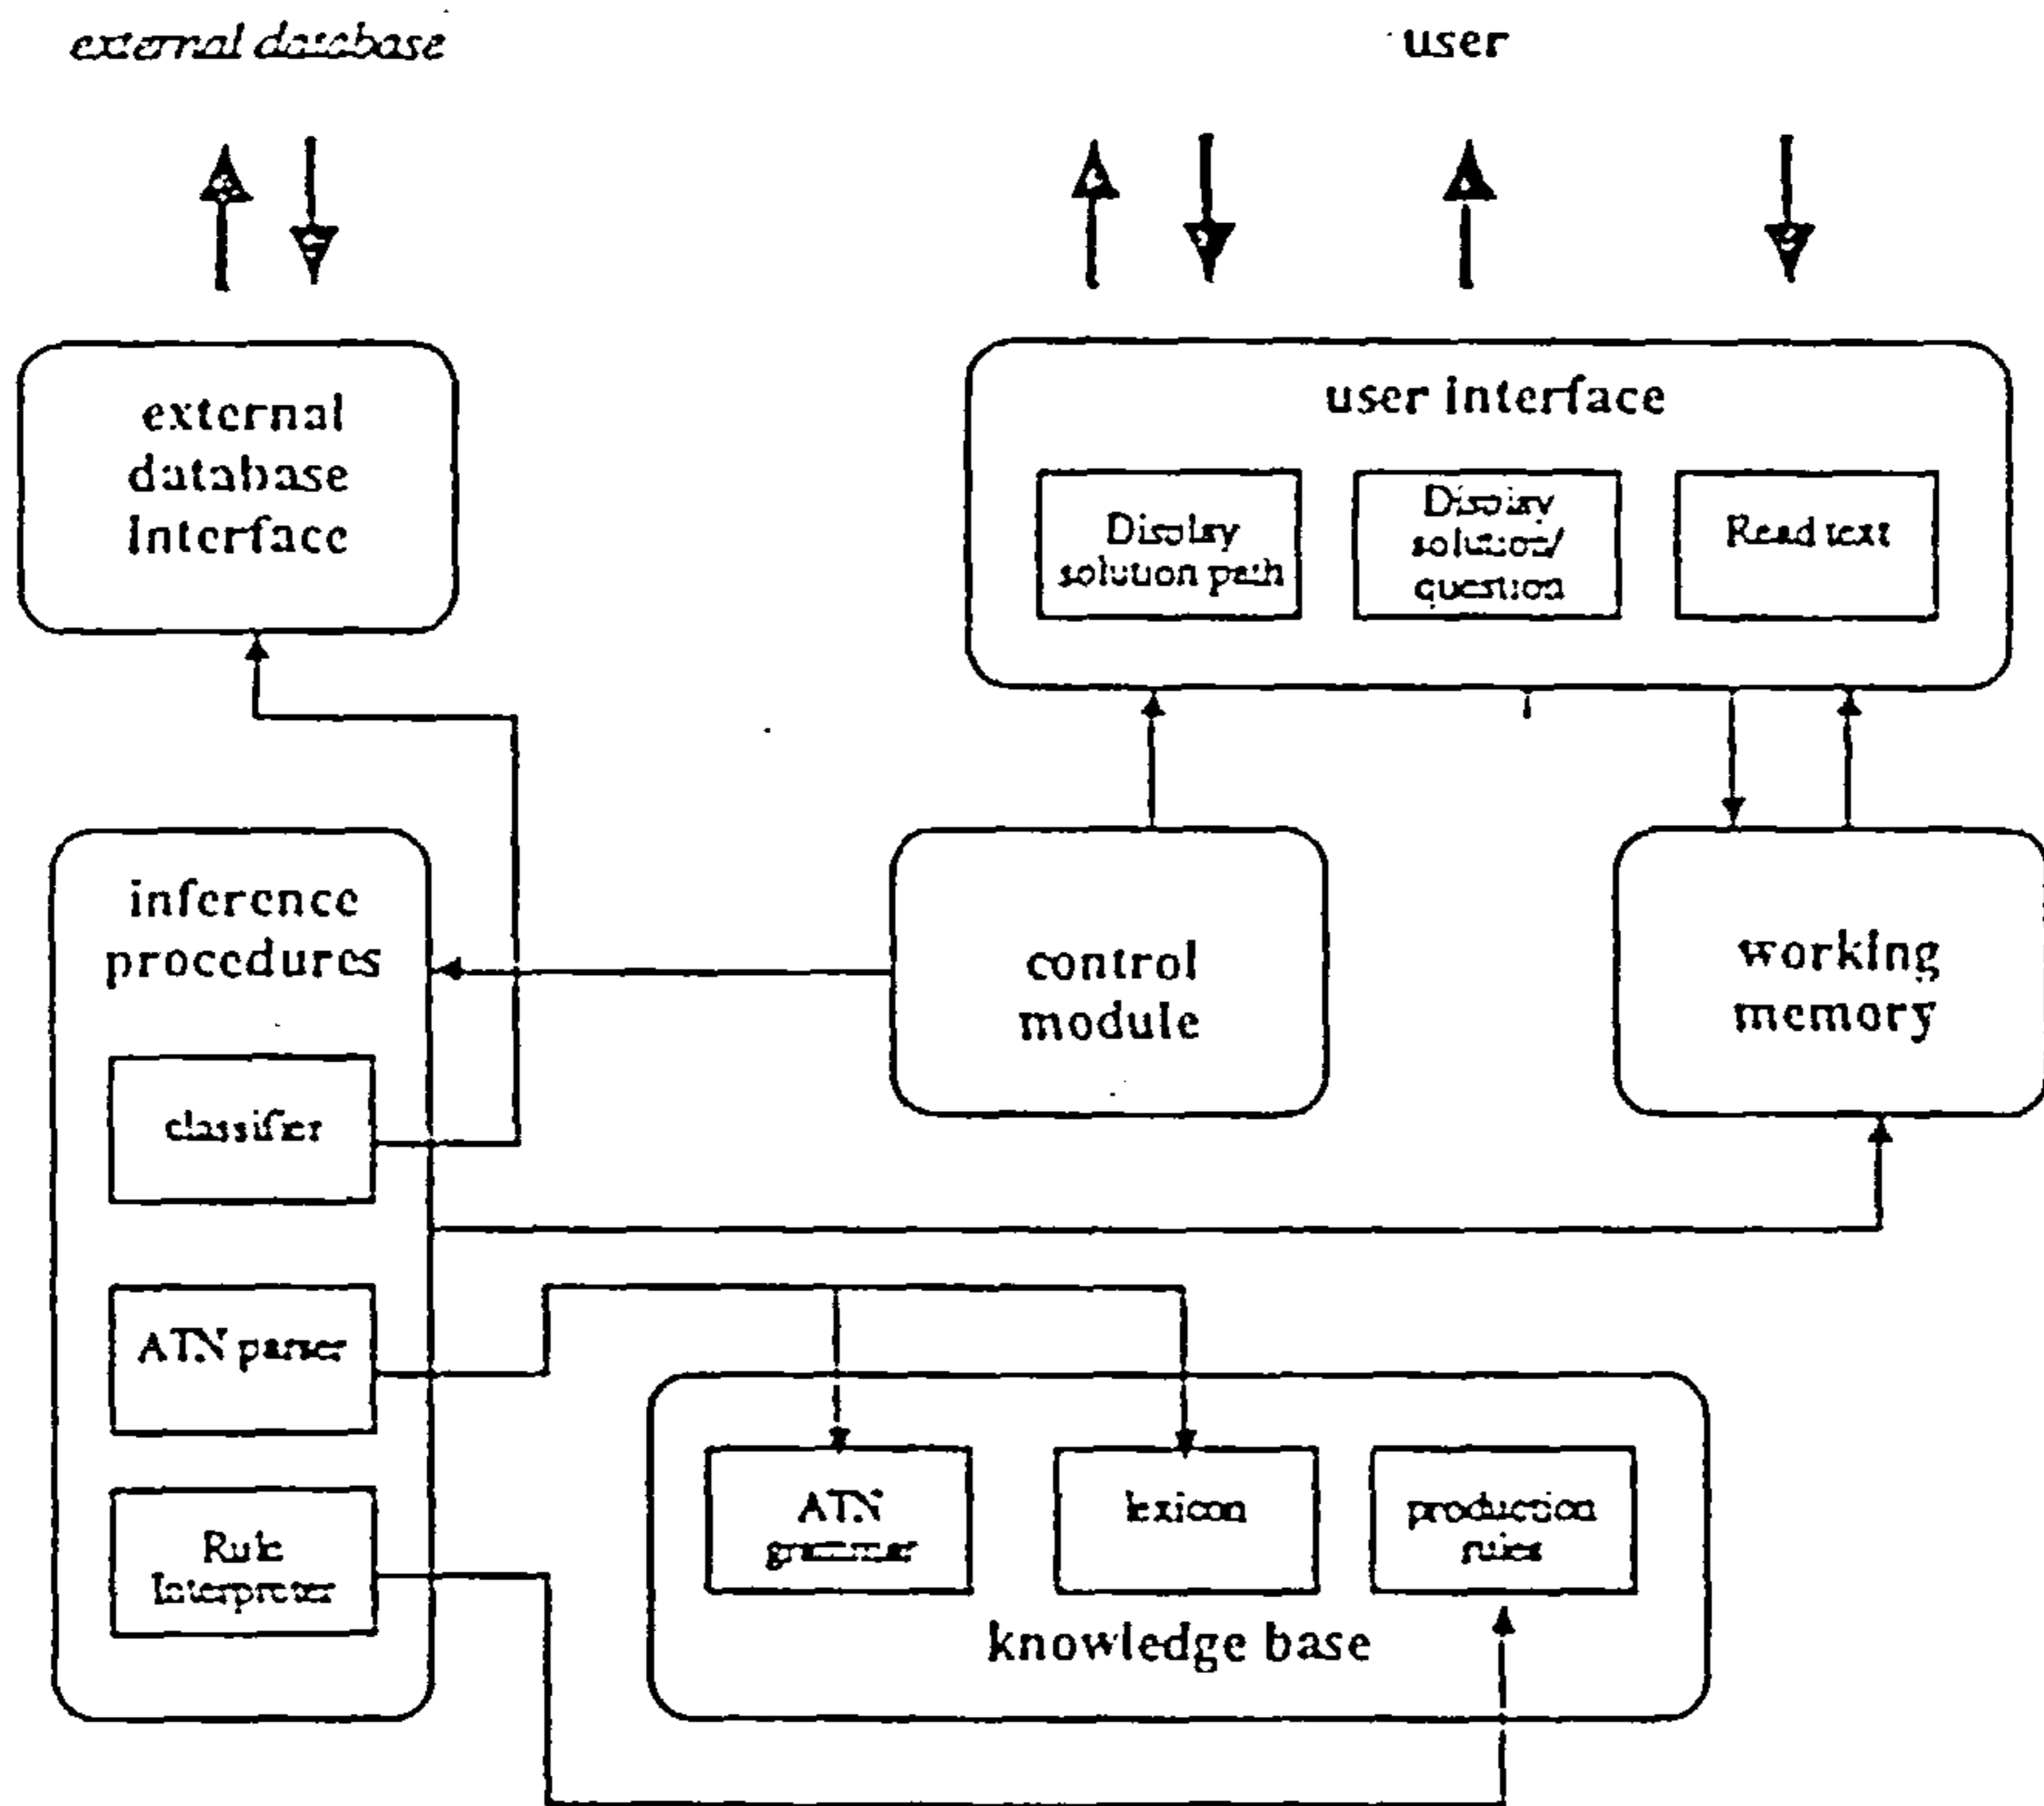 external database
user
external
database
Interface
user interface
Display
solution path
Display
solution/
question
Read text
inference
procedures
classifier
ATN parser
Rule
Interpreter
control
module
working
memory
ATN
grammar
lexicon
production
rules
knowledge base